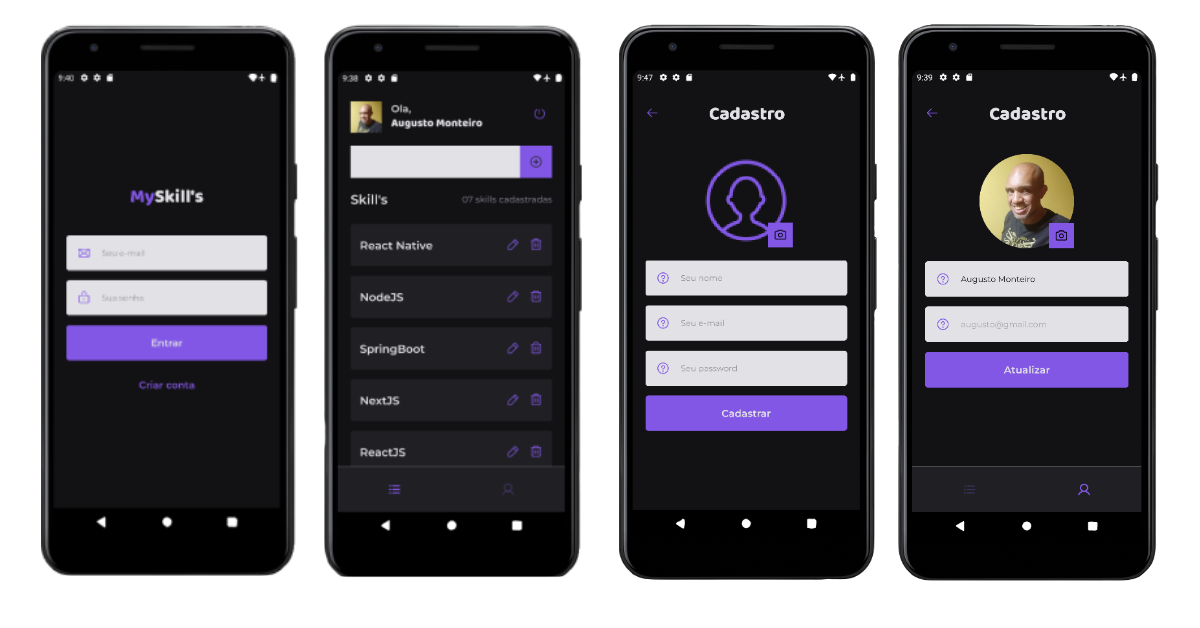 9:40
MySkill's
Seu e-mail
Sua senha
Entrar
Criar conta
9:38
Ola,
Augusto Monteiro
Skill's
07 skills cadastradas
React Native
NodeJS
SpringBoot
NextJS
ReactJS
9:47
Cadastro
Seu nome
Seu e-mail
Seu password
Cadastrar
9:39
Cadastro
Augusto Monteiro
augusto@gmail.com
Atualizar